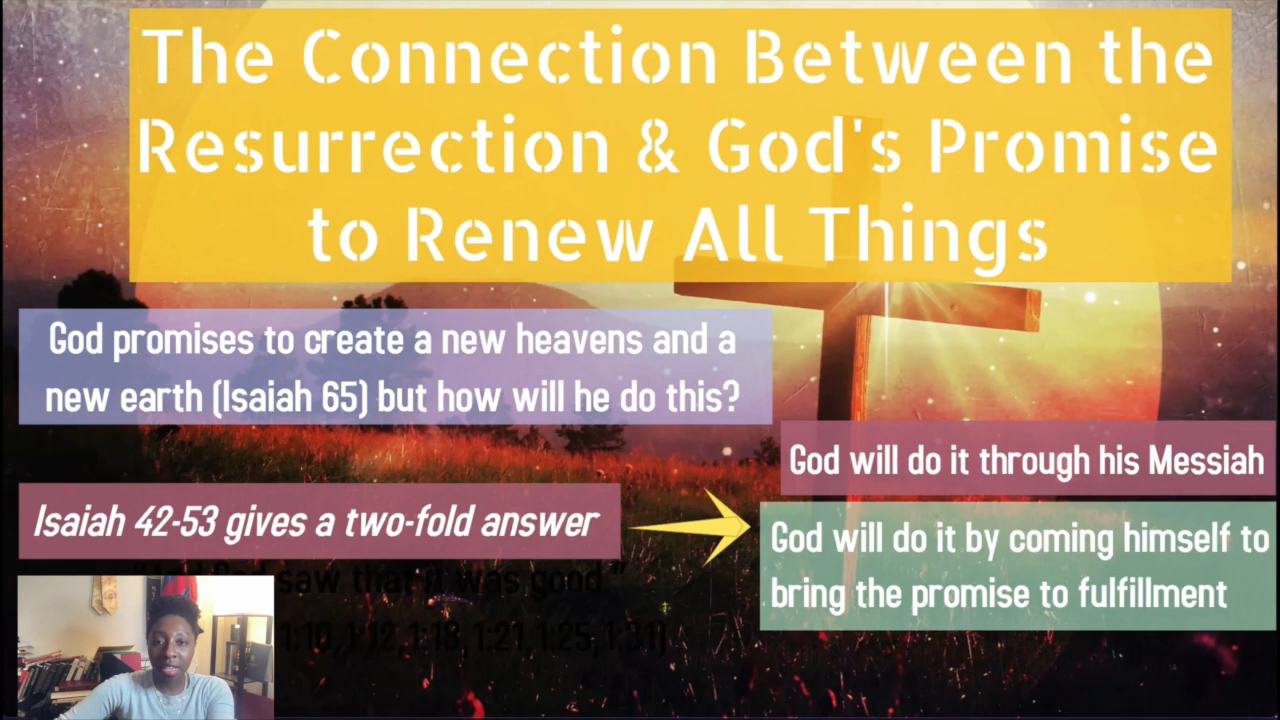 The Connection Between the
Resurrection & God's Promise
to Renew All Things
God promises to create a new heavens and a
new earth (Isaiah 65) but how will he do this?
God will do it through his Messiah
Isaiah 42-53 gives a two-fold answer
God will do it by coming himself to
bring the promise to fulfillment
saw that it was good."
1:10, 1:12, 1:18, 1:21, 1:25, 1:31)